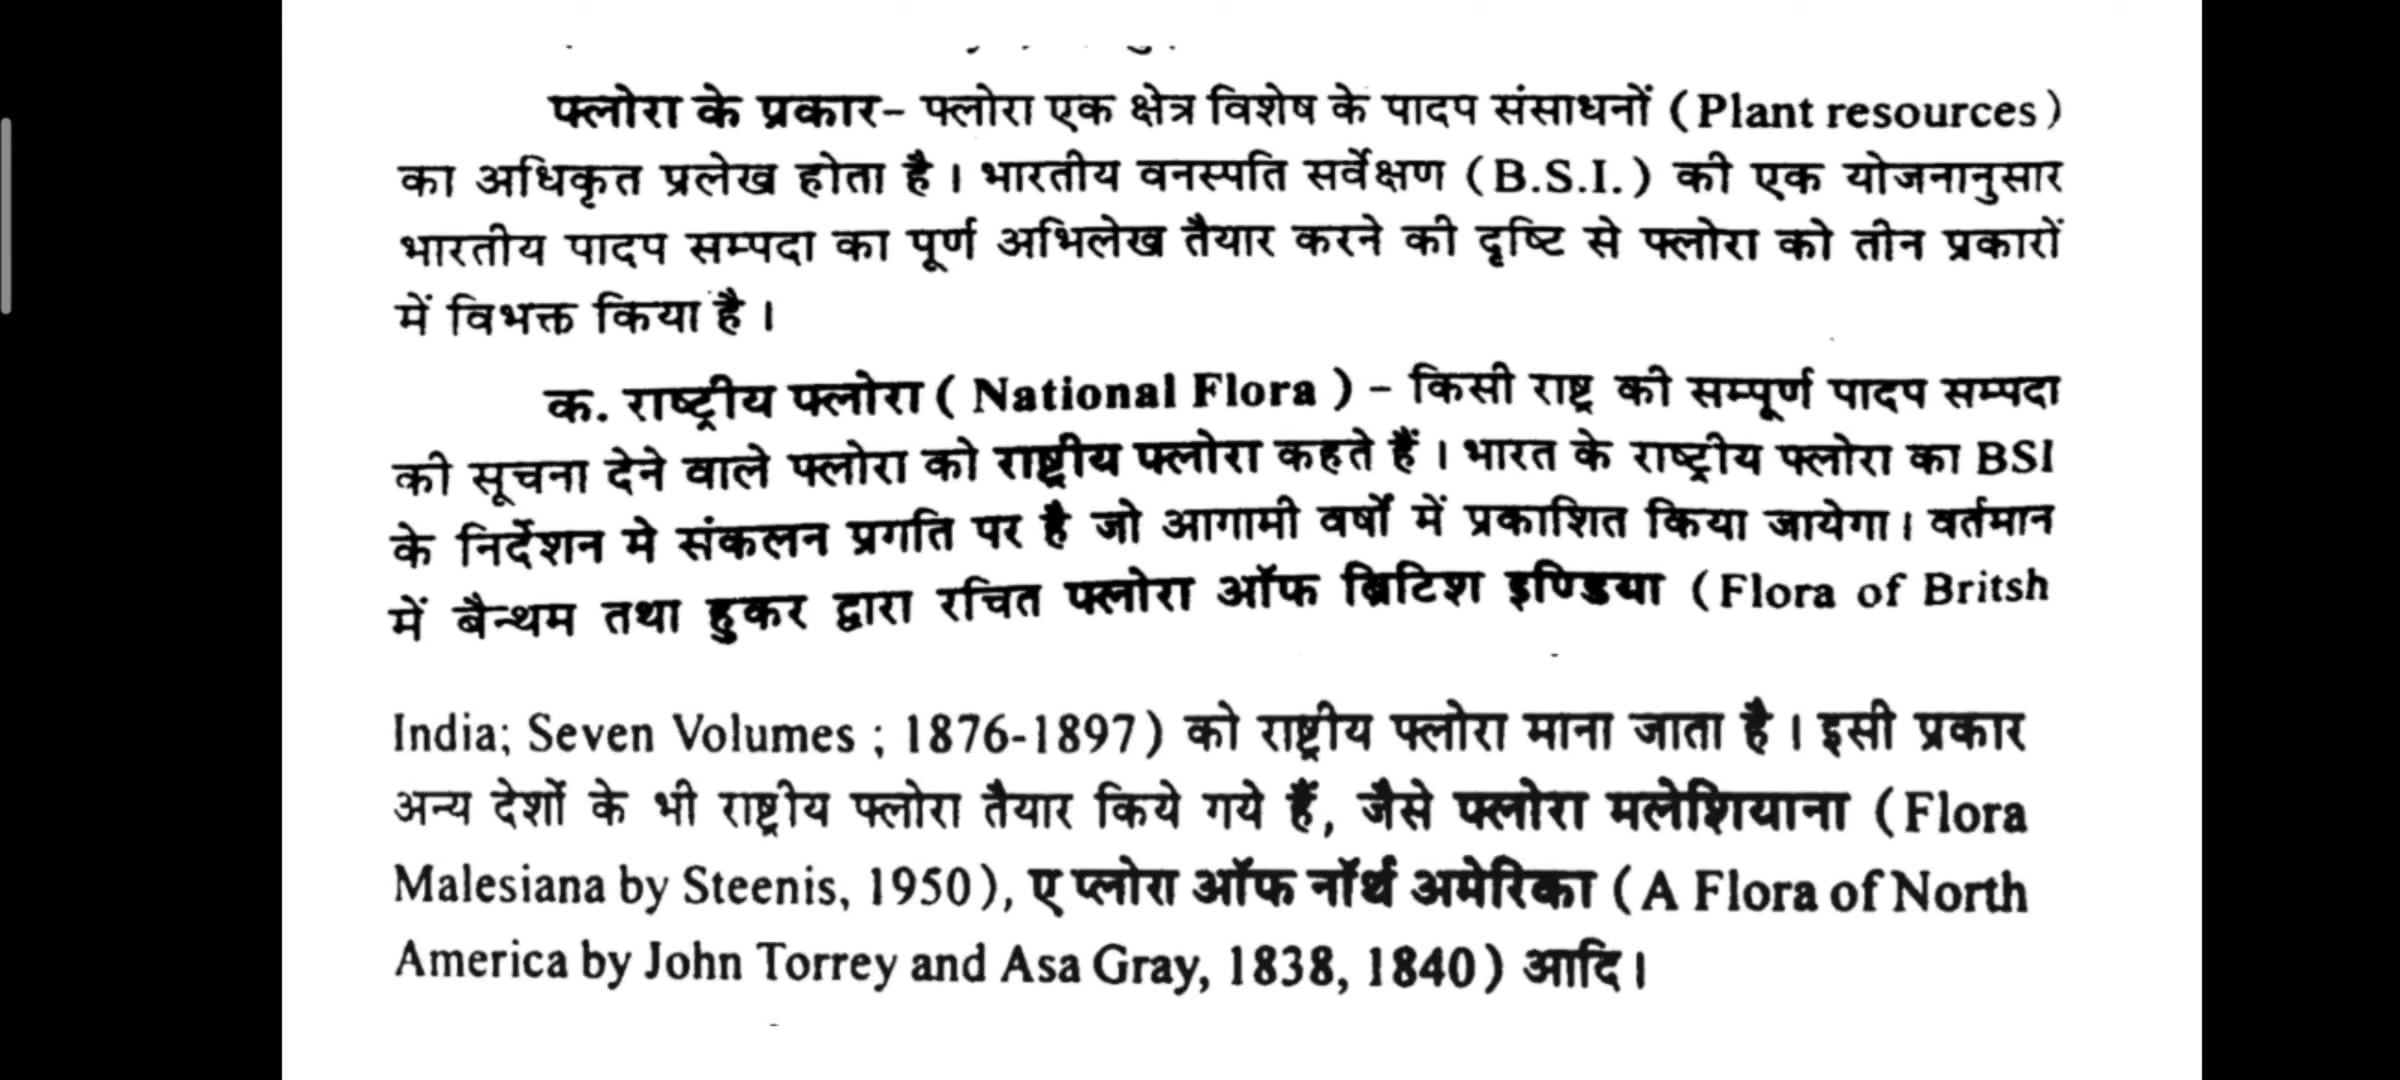 फ्लोरा के प्रकार– फ्लोरा एक क्षेत्र विशेष के पादप संसाधनों (Plant resources)
का अधिकृत प्रलेख होता है। भारतीय वनस्पति सर्वेक्षण (B.S.I.) की एक योजनानुसार
भारतीय पादप सम्पदा का पूर्ण अभिलेख तैयार करने की दृष्टि से फ्लोरा को तीन प्रकारों
में विभक्त किया है।
क. राष्ट्रीय फ्लोरा ( National Flora ) – किसी राष्ट्र की सम्पूर्ण पादप सम्पदा
की सूचना देने वाले फ्लोरा को राष्ट्रीय फ्लोरा कहते हैं। भारत के राष्ट्रीय फ्लोरा का BSI
के निर्देशन मे संकलन प्रगति पर है जो आगामी वर्षों में प्रकाशित किया जायेगा। वर्तमान
में बैन्थम तथा हुकर द्वारा रचित फ्लोरा ऑफ ब्रिटिश इण्डिया (Flora of Britsh
India; Seven Volumes ; 1876-1897) को राष्ट्रीय फ्लोरा माना जाता है। इसी प्रकार
अन्य देशों के भी राष्ट्रीय फ्लोरा तैयार किये गये हैं, जैसे फ्लोरा मलेशियाना (Flora
Malesiana by Steenis, 1950), ए प्लोरा ऑफ नॉर्थ अमेरिका (A Flora of North
America by John Torrey and Asa Gray, 1838, 1840) आदि।